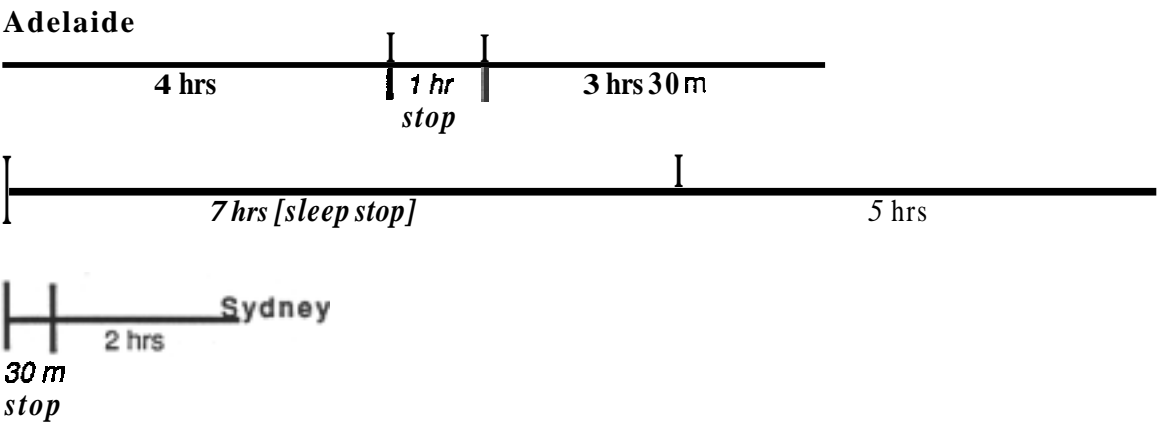 Adelaide
4 hrs 1 hr 3 hrs 30 m
stop
7 hrs [sleep stop] 5 hrs
Sydney
2 hrs
30 m
stop